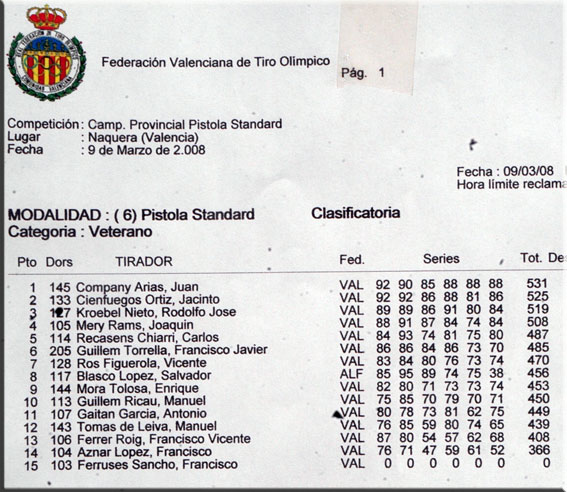 Federación Valenciana de Tiro Olímpico
Pág. 1
Competición : Camp. Provincial Pistola Standard
Lugar : Naquera (Valencia)
Fecha : 9 de Marzo de 2.008
Fecha : 09/03/08
Hora límite reclama
MODALIDAD : ( 6) Pistola Standard Clasificatoria
Categoria : Veterano
Pto Dors TIRADOR Fed. Series Tot. De
1 145 Company Arias, Juan VAL 92 90 85 88 88 88 531
2 133 Cienfuegos Ortiz, Jacinto VAL 92 92 86 88 81 86 525
3 127 Kroebel Nieto, Rodolfo Jose VAL 89 89 86 91 80 84 519
4 105 Mery Rams, Joaquin VAL 88 91 87 84 74 84 508
5 114 Recasens Chiarri, Carlos VAL 84 93 74 81 75 80 487
6 205 Guillem Torrella, Francisco Javier VAL 86 86 84 86 73 70 485
7 128 Ros Figuerola, Vicente VAL 83 84 80 76 73 74 470
8 117 Blasco Lopez, Salvador ALF 85 95 89 74 75 38 456
9 144 Mora Tolosa, Enrique VAL 82 80 71 73 73 74 453
10 113 Guillem Ricau, Manuel VAL 75 85 70 79 70 71 450
11 107 Gaitan Garcia, Antonio VAL 80 78 73 81 62 75 449
12 143 Tomas de Leiva, Manuel VAL 76 85 59 80 74 65 439
13 106 Ferrer Roig, Francisco Vicente VAL 87 80 54 57 62 68 408
14 104 Aznar Lopez, Francisco VAL 76 71 47 59 61 52 366
15 103 Ferruses Sancho, Francisco VAL 0 0 0 0 0 0 0